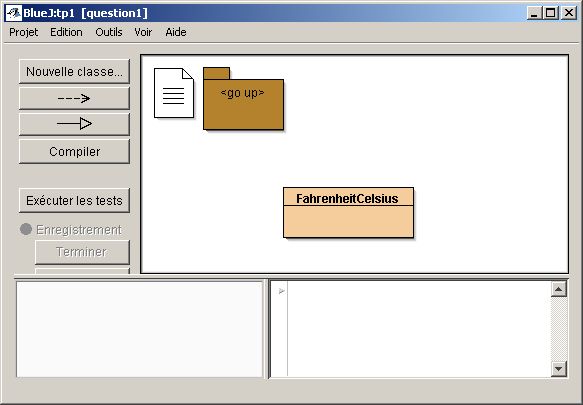 BlueJ:tp1 [question1]
Projet Edition Outils Voir Aide
Nouvelle classe...
Compiler
Exécuter les tests
Enregistrement
Terminer
<go up>
FahrenheitCelsius